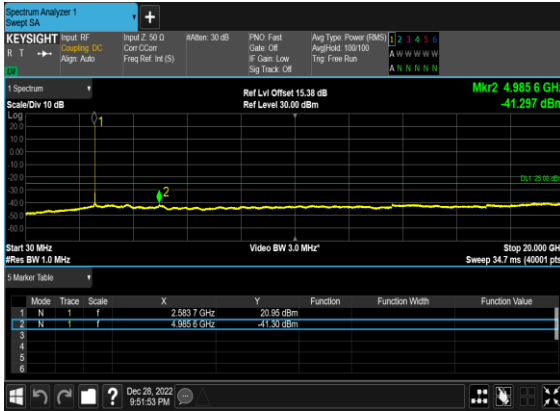 Spectrum Analyzer 1
Swept SA
+
KEYSIGHT Input: RF Input Z: 50 Ω #Atten: 30 dB PNO: Fast Avg Type: Power (RMS) 1 2 3 4 5 6
R T Coupling: DC Corr CCorr Gate: Off Avg|Hold: 100/100 A W W W W W
Align: Auto Freq Ref: Int (S) IF Gain: Low Trig: Free Run
LXI Sig Track: Off A N N N N N
1 Spectrum Ref Lvl Offset 15.38 dB Mkr2 4.985 6 GHz
Scale/Div 10 dB Ref Level 30.00 dBm -41.297 dBm
Log
20.0
10.0
0.00
-10.0
-20.0
-30.0
-40.0
-50.0
-60.0
1
2
DL1 -25.00 dBm
Start 30 MHz Video BW 3.0 MHz* Stop 20.000 GHz
#Res BW 1.0 MHz Sweep 34.7 ms (40001 pts)
5 Marker Table
Mode Trace Scale X Y Function Function Width Function Value
1 N 1 f 2.583 7 GHz 20.95 dBm
2 N 1 f 4.985 6 GHz -41.30 dBm
3
4
5
6
? Dec 28, 2022
9:51:53 PM